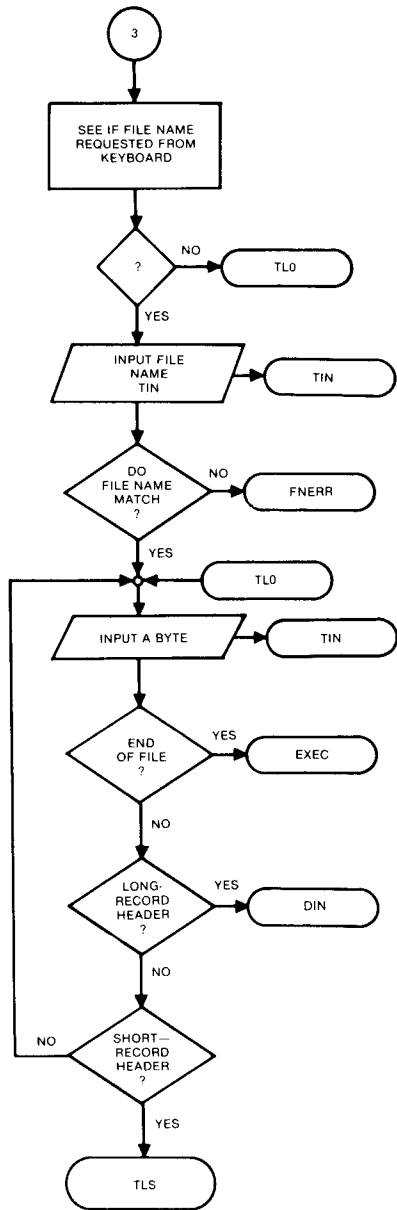 3
SEE IF FILE NAME
REQUESTED FROM
KEYBOARD
?
NO
TL0
YES
INPUT FILE
NAME
TIN
TIN
DO
FILE NAME
MATCH
?
NO
FNERR
YES
TL0
INPUT A BYTE
TIN
END
OF FILE
?
YES
EXEC
NO
LONG-
RECORD
HEADER
?
YES
DIN
NO
NO
SHORT—
RECORD
HEADER
?
YES
TLS